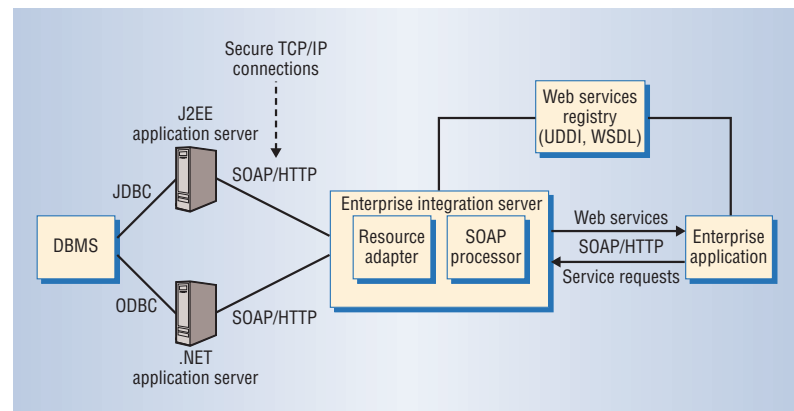 Secure TCP/IP
connections
J2EE
application server
SOAP/HTTP
JDBC
DBMS
ODBC
SOAP/HTTP
.NET
application server
Enterprise integration server
Resource
adapter
SOAP
processor
Web services
registry
(UDDI, WSDL)
Web services
SOAP/HTTP
Service requests
Enterprise
application